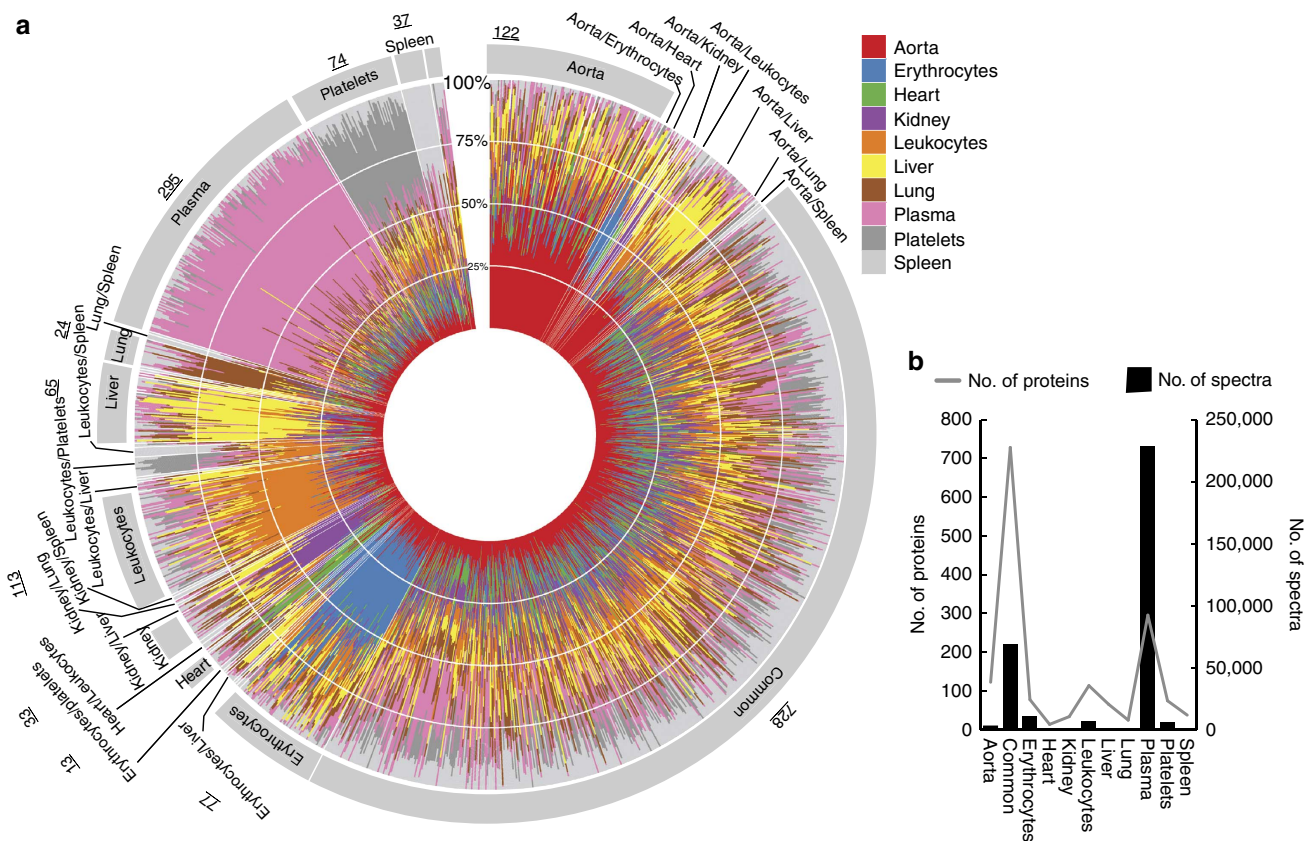 a
122
Aorta
Aorta/Erythrocytes
Aorta/Heart
Aorta/Kidney
Aorta/Leukocytes
Aorta/Liver
Aorta/Lung
Aorta/Spleen
Common
728
Erythrocytes
77
Erythrocytes/Liver
Erythrocytes/platelets
12
Heart
Heart/Leukocytes
Kidney
Kidney/Liver
Kidney/Lung
Kidney/Spleen
113
Leukocytes
Leukocytes/Liver
Leukocytes/Platelets
Leukocytes/Spleen
65
Liver
Lung
24
Lung/Spleen
Plasma
295
Platelets
74
Spleen
37
100%
75%
50%
25%
Aorta
Erythrocytes
Heart
Kidney
Leukocytes
Liver
Lung
Plasma
Platelets
Spleen
b
No. of proteins
No. of spectra
800
700
600
500
400
300
200
100
0
No. of proteins
250,000
200,000
150,000
100,000
50,000
0
No. of spectra
Aorta
Common
Erythrocytes
Heart
Kidney
Leukocytes
Liver
Lung
Plasma
Platelets
Spleen